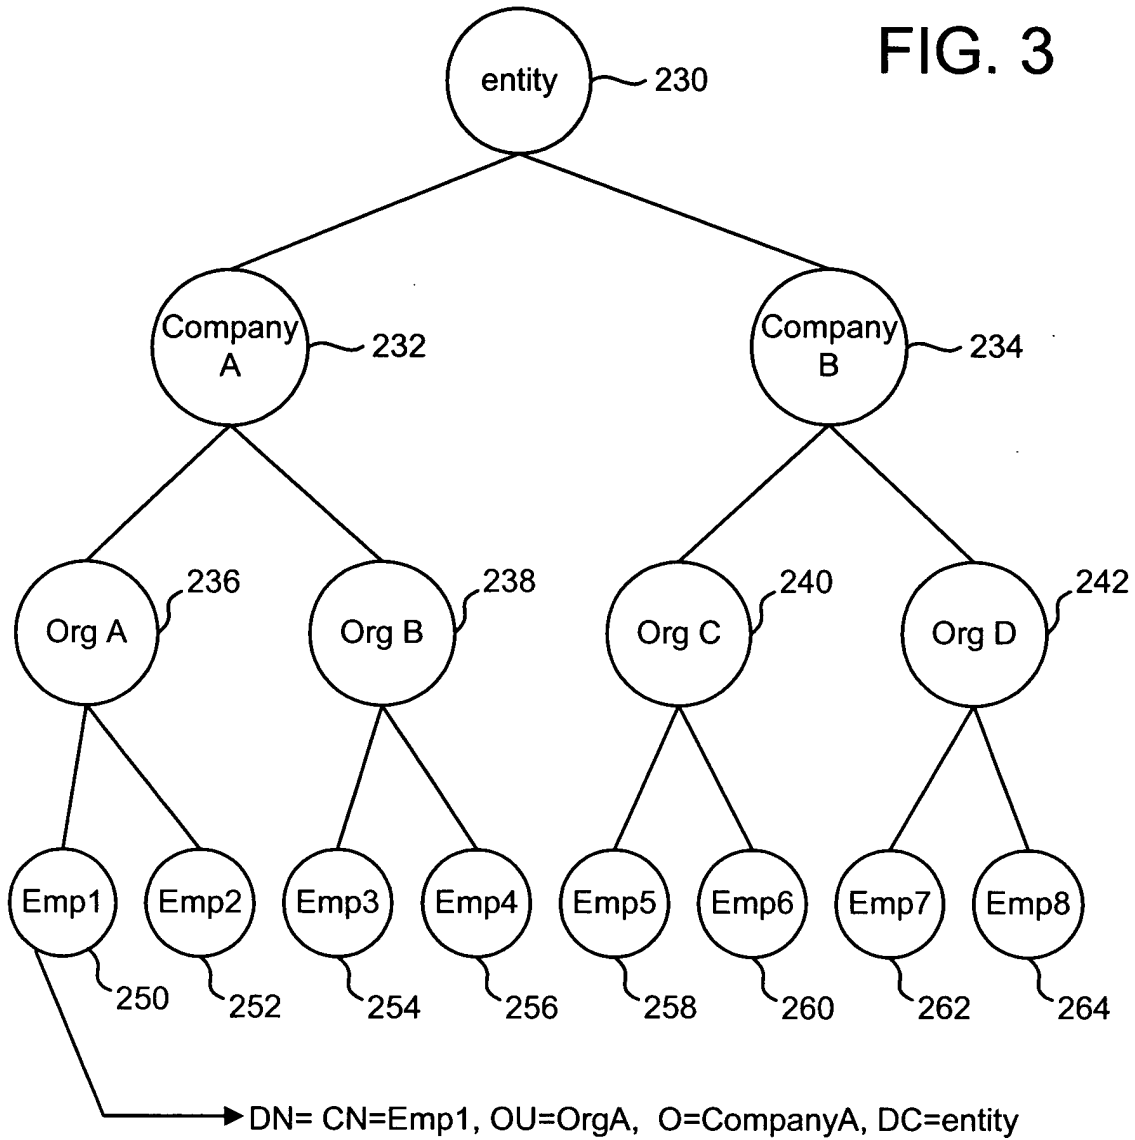 FIG. 3
entity
230
Company
A
232
Company
B
234
Org A
236
Org B
238
Org C
240
Org D
242
Emp1
Emp2
Emp3
Emp4
Emp5
Emp6
Emp7
Emp8
250
252
254
256
258
260
262
264
DN= CN=Emp1, OU=OrgA, O=CompanyA, DC=entity